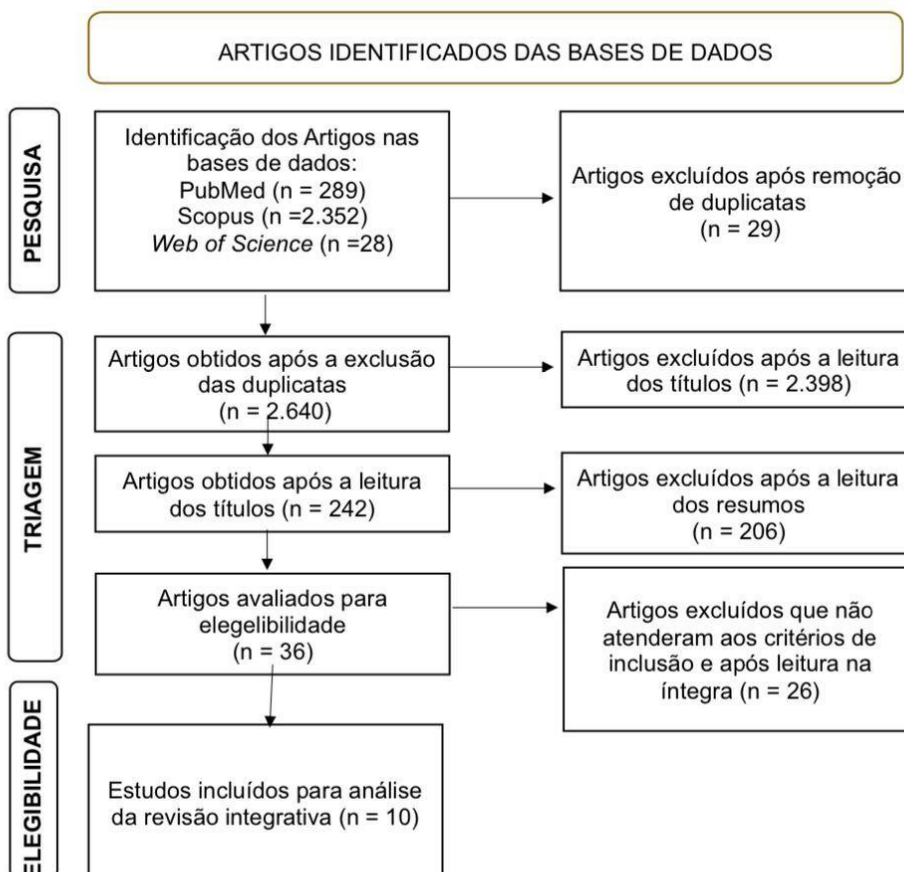 ARTIGOS IDENTIFICADOS DAS BASES DE DADOS
PESQUISA
Identificação dos Artigos nas
bases de dados:
PubMed (n = 289)
Scopus (n =2.352)
Web of Science (n =28)
Artigos excluídos após remoção
de duplicatas
(n = 29)
TRIAGEM
Artigos obtidos após a exclusão
das duplicatas
(n = 2.640)
Artigos excluídos após a leitura
dos títulos (n = 2.398)
Artigos obtidos após a leitura
dos títulos (n = 242)
Artigos excluídos após a leitura
dos resumos
(n = 206)
Artigos avaliados para
elegelibilidade
(n = 36)
Artigos excluídos que não
atenderam aos critérios de
inclusão e após leitura na
íntegra (n = 26)
ELEGIBILIDADE
Estudos incluídos para análise
da revisão integrativa (n = 10)